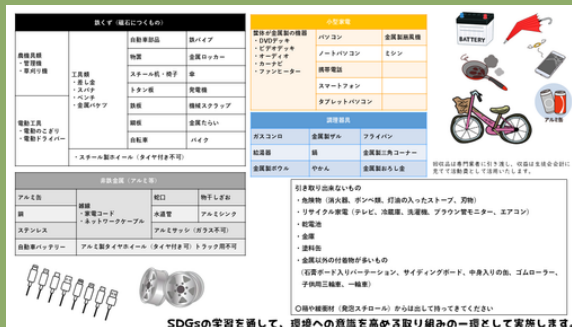 鉄くず（磁石につくもの）
農機具類
・管理機
・草刈り機
工具類
・差し金
・スパナ
・ペンチ
・金属バケツ
自動車部品
鉄パイプ
物置
金属ロッカー
スチール机・椅子
傘
トタン板
発電機
鉄板
機械スクラップ
電動工具
・電動のこぎり
・電動ドライバー
鋼板
金属たらい
自転車
バイク
・スチール製ホイール（タイヤ付き不可）
非鉄金属（アルミ等）
アルミ缶
銅
ステンレス
自動車バッテリー
銅線
・家電コード
・ネットワークケーブル
蛇口
物干しざお
水道管
アルミシンク
アルミサッシ（ガラス不可）
アルミ製タイヤホイール（タイヤ付き可）トラック用不可
小型家電
筐体が金属製の機器
・DVDデッキ
・ビデオデッキ
・オーディオ
・カーナビ
・ファンヒーター
パソコン
金属製扇風機
ノートパソコン
ミシン
携帯電話
スマートフォン
タブレットパソコン
調理器具
ガスコンロ
金属製ザル
フライパン
給湯器
鍋
金属製三角コーナー
金属製ボウル
やかん
金属製おろし金
BATTERY
アルミ缶
回収品は専門業者に引き渡し、収益は生徒会会計に
見てて活動費として活用いたします。
引き取り出来ないもの
・危険物（消火器、ボンベ類、灯油の入ったストーブ、刃物）
・リサイクル家電（テレビ、冷蔵庫、洗濯機、ブラウン管モニター、エアコン）
・乾電池
・金庫
・塗料缶
・金属以外の付着物が多いもの
（石膏ボード入りパーテーション、サイディングボード、中身入りの缶、ゴムローラー、
子供用三輪車、一輪車）
〇箱や緩衝材（発泡スチロール）からは出して持ってきてください
SDGsの学習を通して、環境への意識を高める取り組みの一環として実施します。